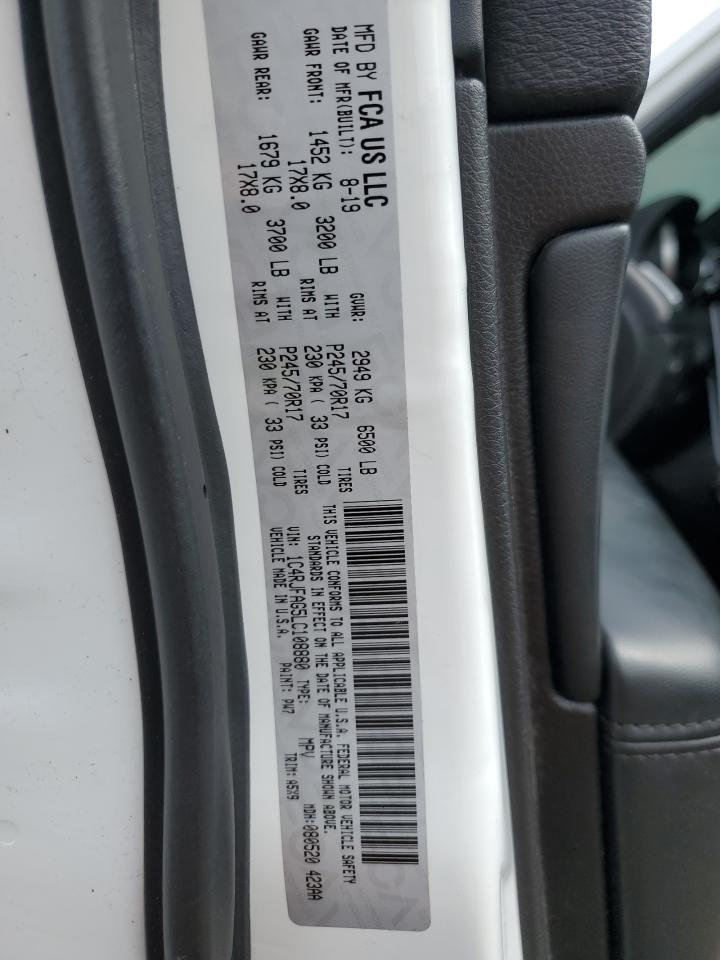 MFD BY FCA US LLC
DATE OF MFR(BUILT): 8-19 GVWR: 2949 KG 6500 LB
GAWR FRONT: 1452 KG 3200 LB WITH P245/70R17 TIRES
17X8.0 RIMS AT 230 KPA ( 33 PSI) COLD
GAWR REAR: 1679 KG 3700 LB WITH P245/70R17 TIRES
17X8.0 RIMS AT 230 KPA ( 33 PSI) COLD
THIS VEHICLE CONFORMS TO ALL APPLICABLE U.S.A. FEDERAL MOTOR VEHICLE SAFETY
STANDARDS IN EFFECT ON THE DATE OF MANUFACTURE SHOWN ABOVE.
VIN: 1C4RJFAG5LC108880 TYPE: MPV MDH:080520 423AA
VEHICLE MADE IN U.S.A. PAINT: PW7 TRIM: A5X9